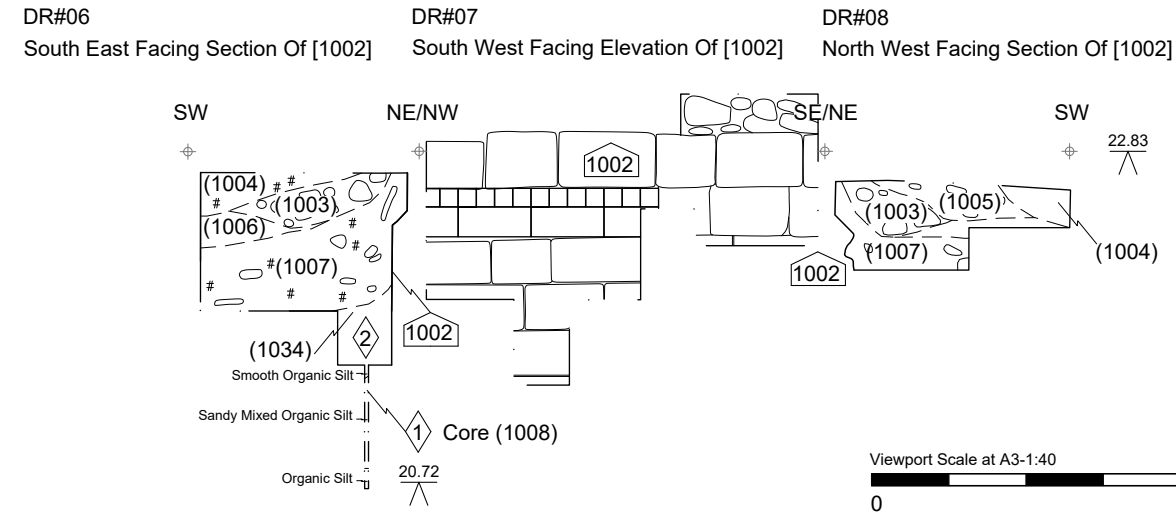 DR#06
South East Facing Section Of [1002]
DR#07
South West Facing Elevation Of [1002]
DR#08
North West Facing Section Of [1002]
SW
NE/NW
SE/NE
SW
22.83
1002
(1004)
# #
# (1003)
(1006)
#
#
# (1007)
# # #
(1003)
(1005)
(1007)
(1004)
1002
1002
2
(1034)
Smooth Organic Silt
Sandy Mixed Organic Silt
1
Core (1008)
Organic Silt
20.72
Viewport Scale at A3-1:40
0